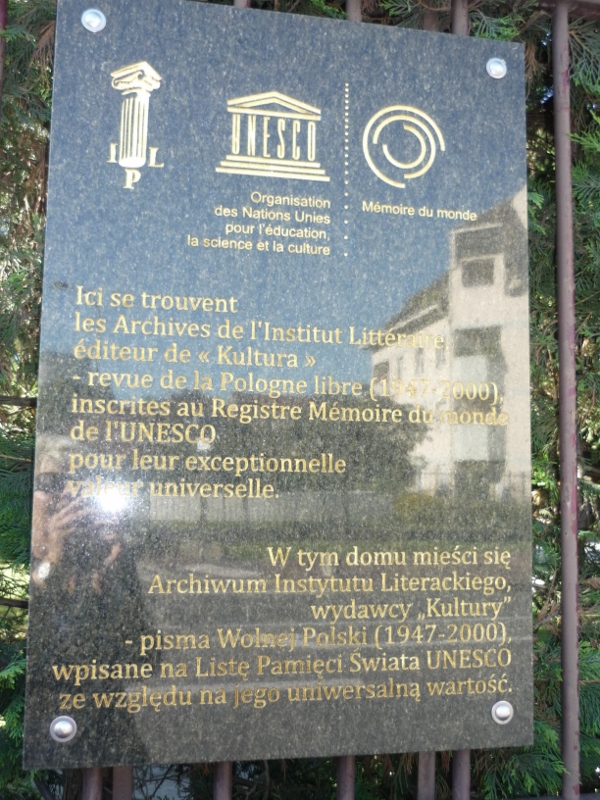 I L
P
UNESCO
Organisation
des Nations Unies
pour l'éducation,
la science et la culture
Mémoire du monde
Ici se trouvent
les Archives de l'Institut Littéraire,
éditeur de « Kultura »
- revue de la Pologne libre (1947-2000),
inscrites au Registre Mémoire du monde
de l'UNESCO
pour leur exceptionnelle
valeur universelle.
W tym domu mieści się
Archiwum Instytutu Literackiego,
wydawcy „Kultury”
- pisma Wolnej Polski (1947-2000),
wpisane na Listę Pamięci Świata UNESCO
ze względu na jego uniwersalną wartość.